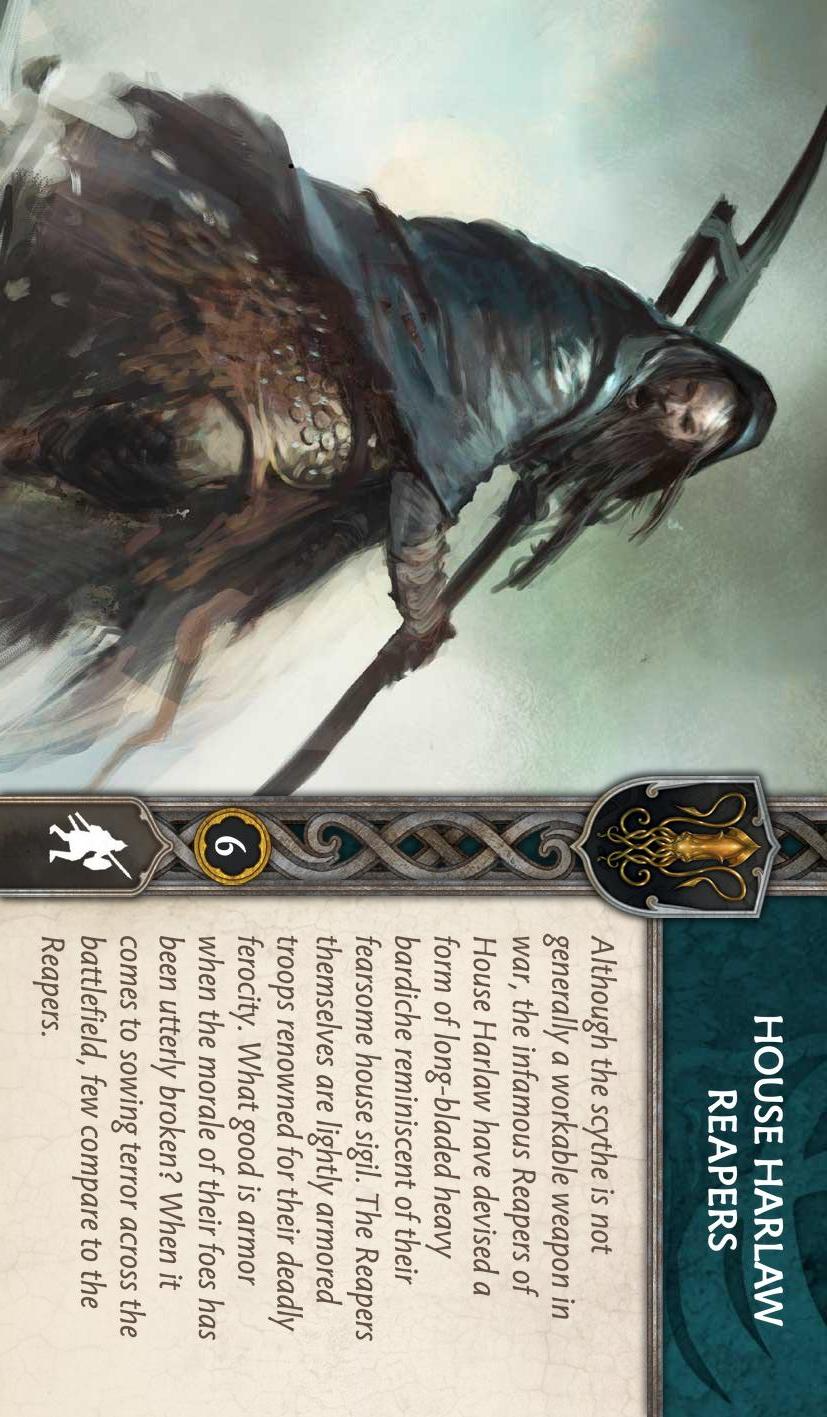 HOUSE HARLAW
REAPERS
Although the scythe is not
generally a workable weapon in
war, the infamous Reapers of
House Harlaw have devised a
form of long-bladed heavy
bardiche reminiscent of their
fearsome house sigil. The Reapers
themselves are lightly armored
troops renowned for their deadly
ferocity. What good is armor
when the morale of their foes has
been utterly broken? When it
comes to sowing terror across the
battlefield, few compare to the
Reapers.
6